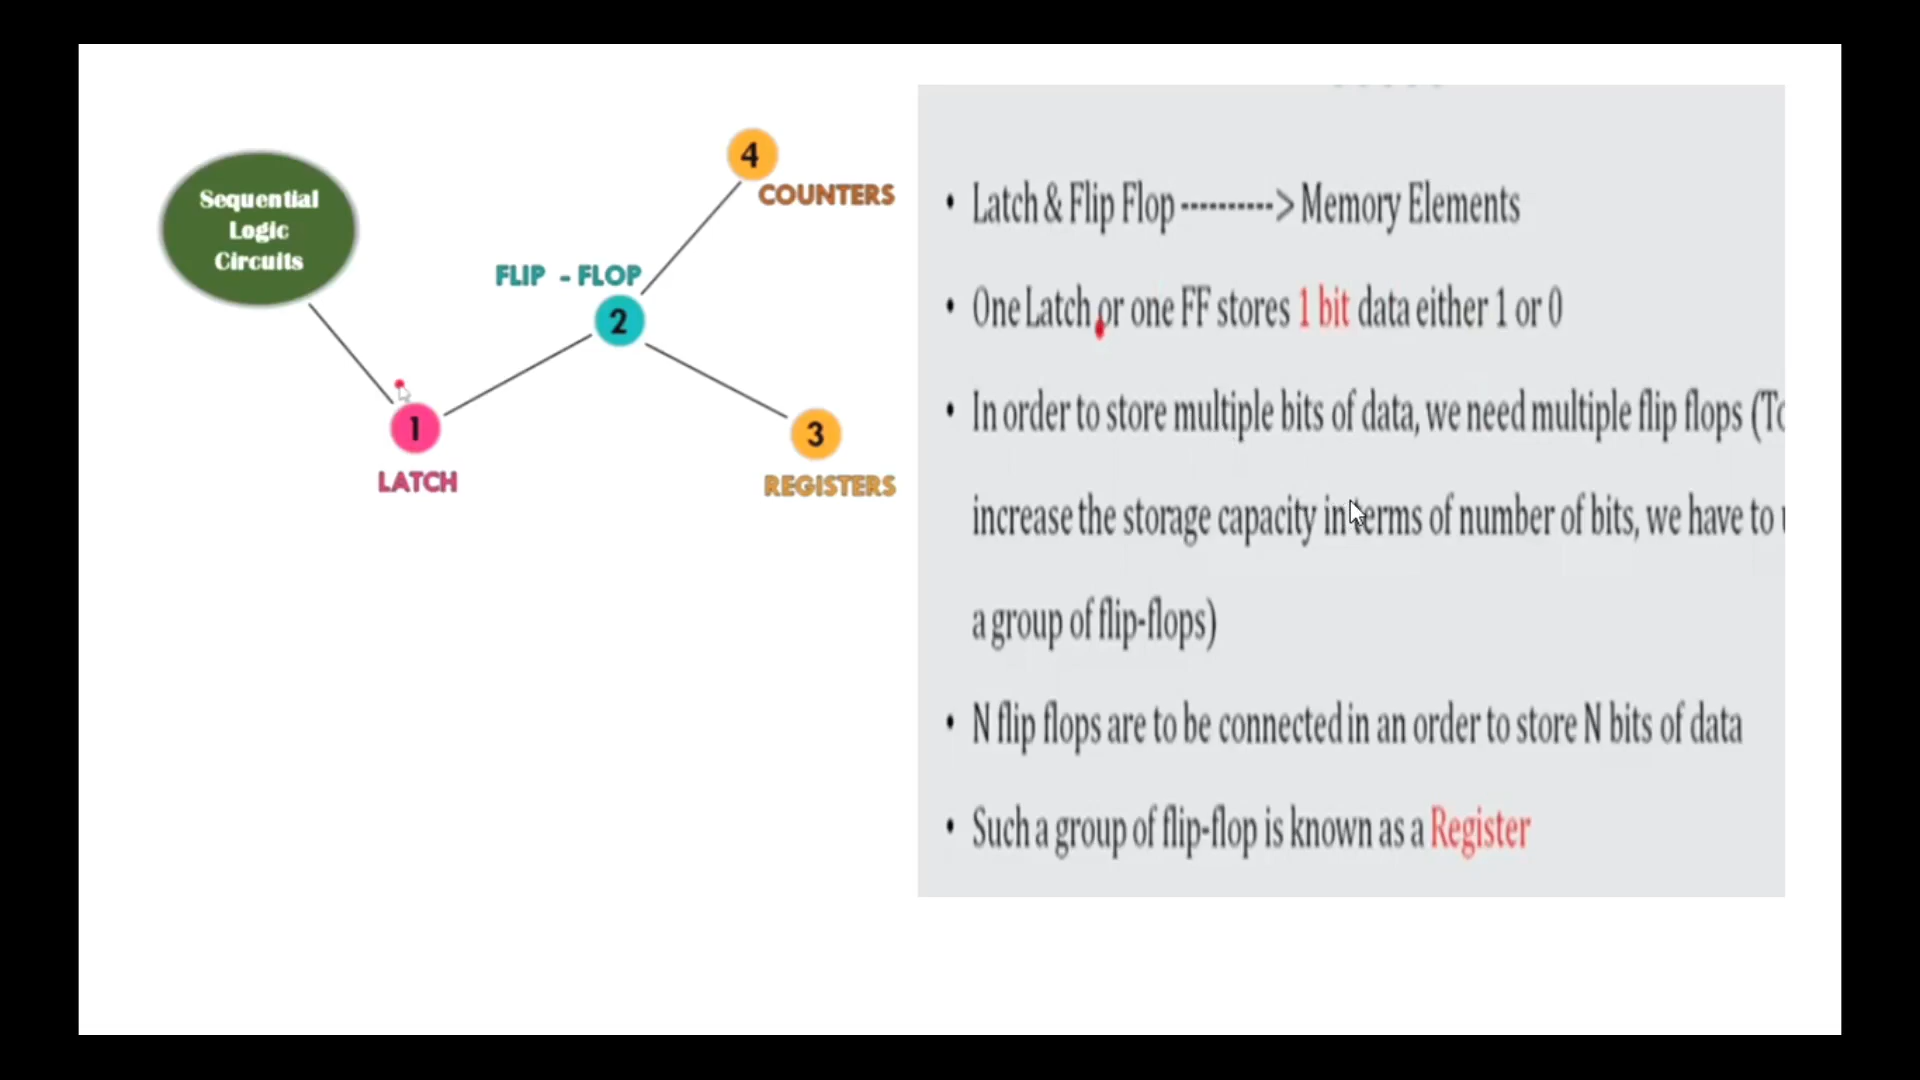 Sequential
Logic
Circuits
1
LATCH
FLIP - FLOP
2
4
COUNTERS
3
REGISTERS
• Latch & Flip Flop ----------> Memory Elements
• One Latch or one FF stores 1 bit data either 1 or 0
• In order to store multiple bits of data, we need multiple flip flops (To
increase the storage capacity in terms of number of bits, we have to
a group of flip-flops)
• N flip flops are to be connected in an order to store N bits of data
• Such a group of flip-flop is known as a Register